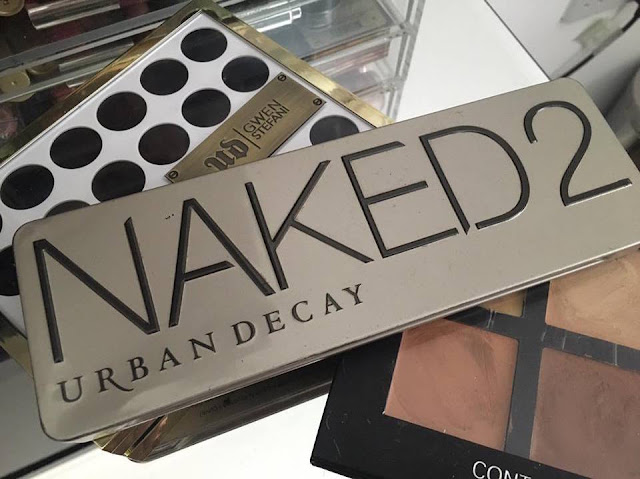 UD
GWEN
STEFANI
NAKED2
URBAN DECAY
CONT